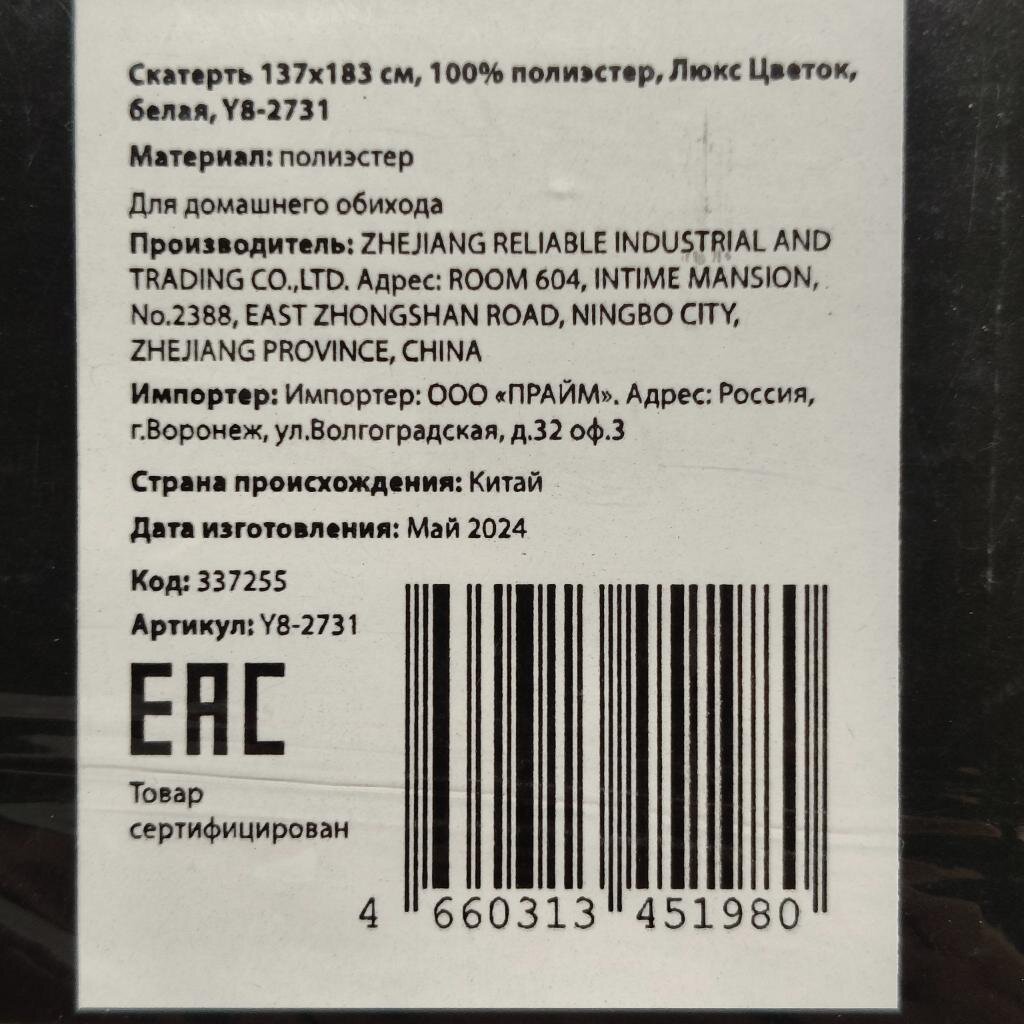 Скатерть 137х183 см, 100% полиэстер, Люкс Цветок,
белая, Y8-2731
Материал: полиэстер
Для домашнего обихода
Производитель: ZHEJIANG RELIABLE INDUSTRIAL AND
TRADING CO.,LTD. Адрес: ROOM 604, INTIME MANSION,
No.2388, EAST ZHONGSHAN ROAD, NINGBO CITY,
ZHEJIANG PROVINCE, CHINA
Импортер: Импортер: ООО «ПРАЙМ». Адрес: Россия,
г.Воронеж, ул.Волгоградская, д.32 оф.3
Страна происхождения: Китай
Дата изготовления: Май 2024
Код: 337255
Артикул: Y8-2731
EAC
Товар
сертифицирован
4 660313 451980